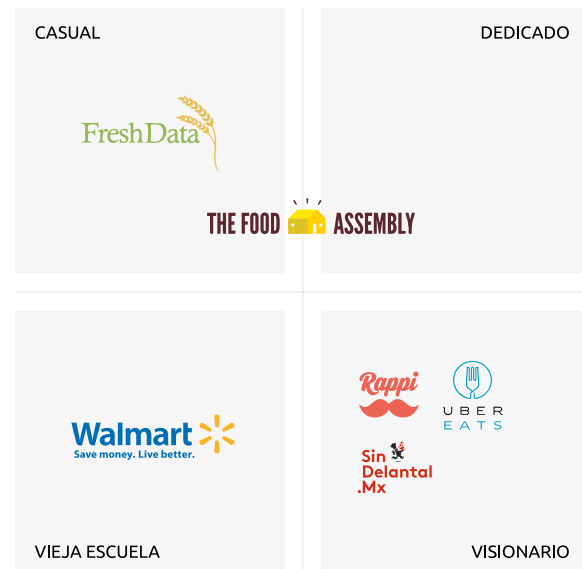 CASUAL
DEDICADO
FreshData
THE FOOD ASSEMBLY
Walmart
Save money. Live better.
Rappi
UBER
EATS
Sin
Delantal
.Mx
VIEJA ESCUELA
VISIONARIO